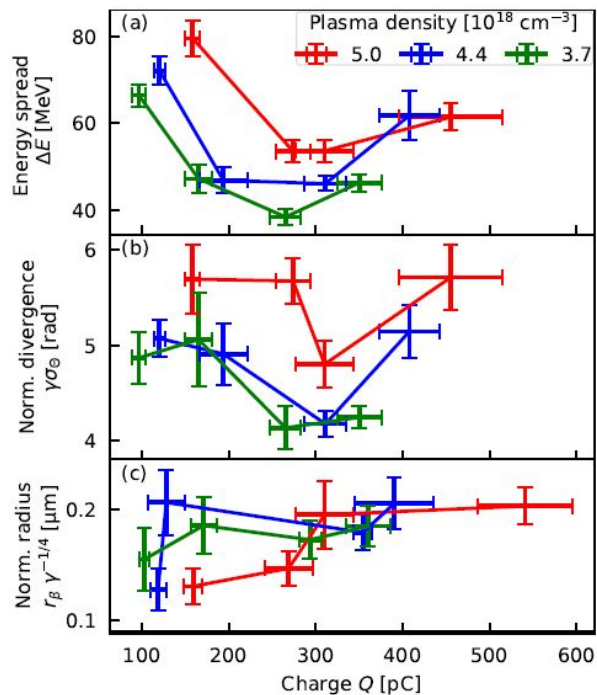 (a)
Plasma density [10¹⁸ cm⁻³]
5.0 4.4 3.7
80
60
40
Energy spread
ΔE [MeV]
(b)
6
5
4
Norm. divergence
γσ_Θ [rad]
(c)
0.2
0.1
Norm. radius
r_β γ^{-1/4} [μm]
100 200 300 400 500 600
Charge Q [pC]